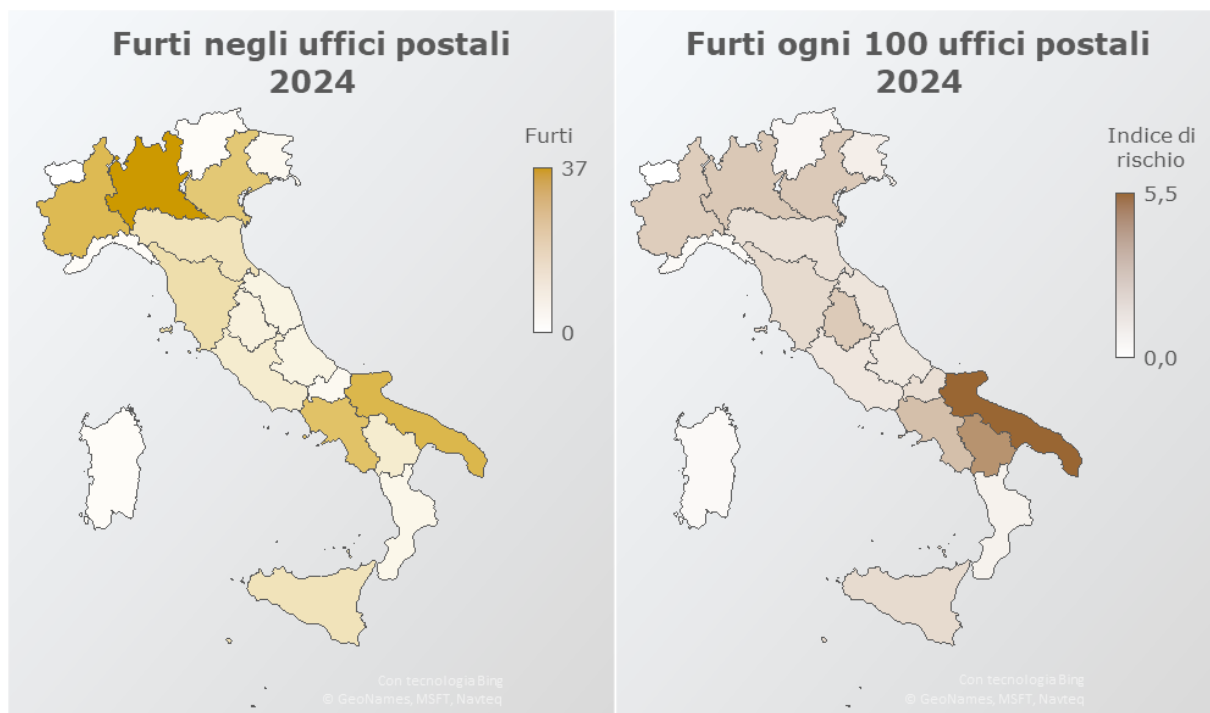 Furti negli uffici postali
2024
Furti
37
0
Con tecnologia Bing
© GeoNames, MSFT, Navteq
Furti ogni 100 uffici postali
2024
Indice di
rischio
5,5
0,0
Con tecnologia Bing
© GeoNames, MSFT, Navteq